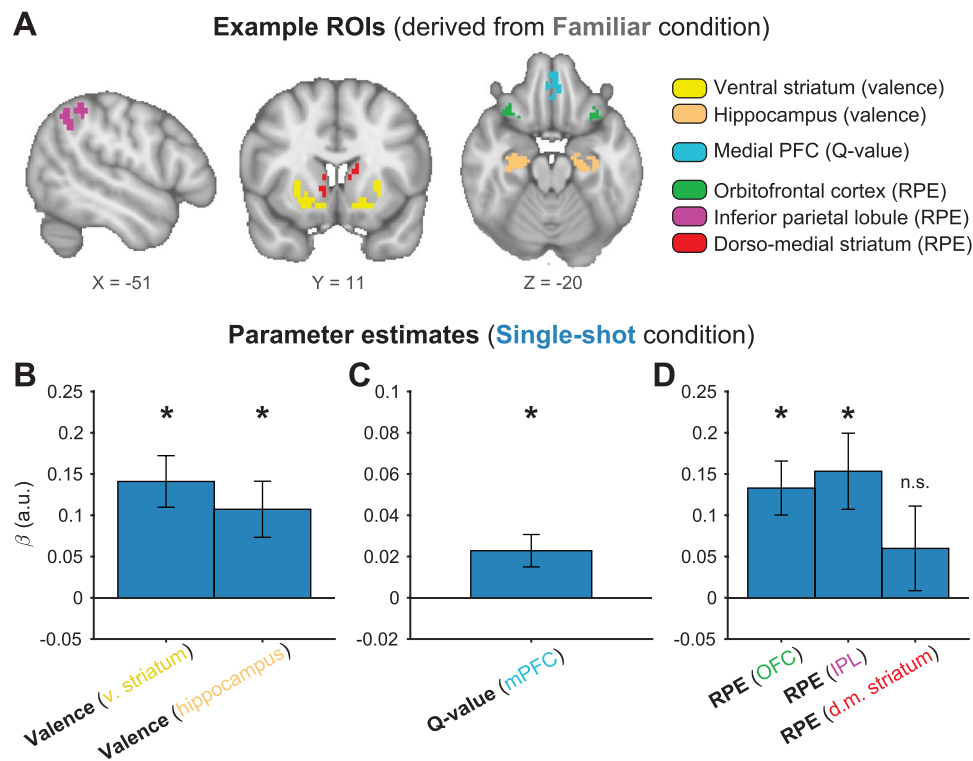 A
Example ROIs (derived from Familiar condition)
Ventral striatum (valence)
Hippocampus (valence)
Medial PFC (Q-value)
Orbitofrontal cortex (RPE)
Inferior parietal lobule (RPE)
Dorso-medial striatum (RPE)
X = -51
Y = 11
Z = -20
Parameter estimates (Single-shot condition)
B
0.25
0.2
0.15
0.1
0.05
0
-0.05
β (a.u.)
*
*
Valence (v. striatum)
Valence (hippocampus)
C
0.1
0.08
0.06
0.04
0.02
0
-0.02
*
Q-value (mPFC)
D
0.25
0.2
0.15
0.1
0.05
0
-0.05
*
*
n.s.
RPE (OFC)
RPE (IPL)
RPE (d.m. striatum)